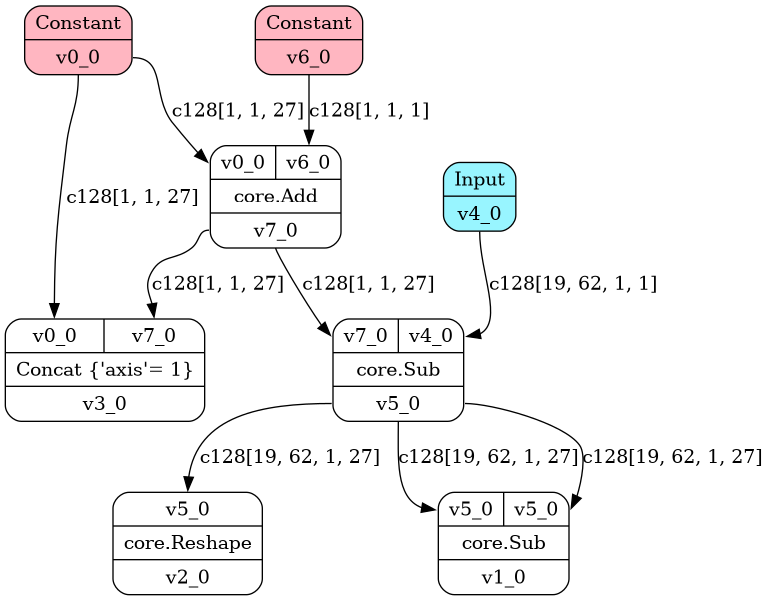 Constant
v0_0
Constant
v6_0
c128[1, 1, 27]
c128[1, 1, 1]
v0_0 v6_0
core.Add
v7_0
Input
v4_0
c128[1, 1, 27]
c128[1, 1, 27]
c128[1, 1, 27]
c128[19, 62, 1, 1]
v0_0 v7_0
Concat {'axis'= 1}
v3_0
v7_0 v4_0
core.Sub
v5_0
c128[19, 62, 1, 27]
c128[19, 62, 1, 27]
c128[19, 62, 1, 27]
v5_0
core.Reshape
v2_0
v5_0 v5_0
core.Sub
v1_0